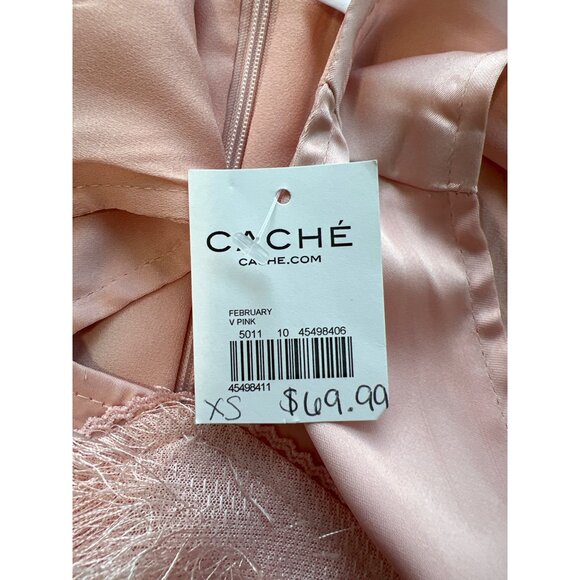 CACHÉ
CACHE.COM
FEBRUARY
V PINK
5011 10 45498406
45498411
XS $69.99